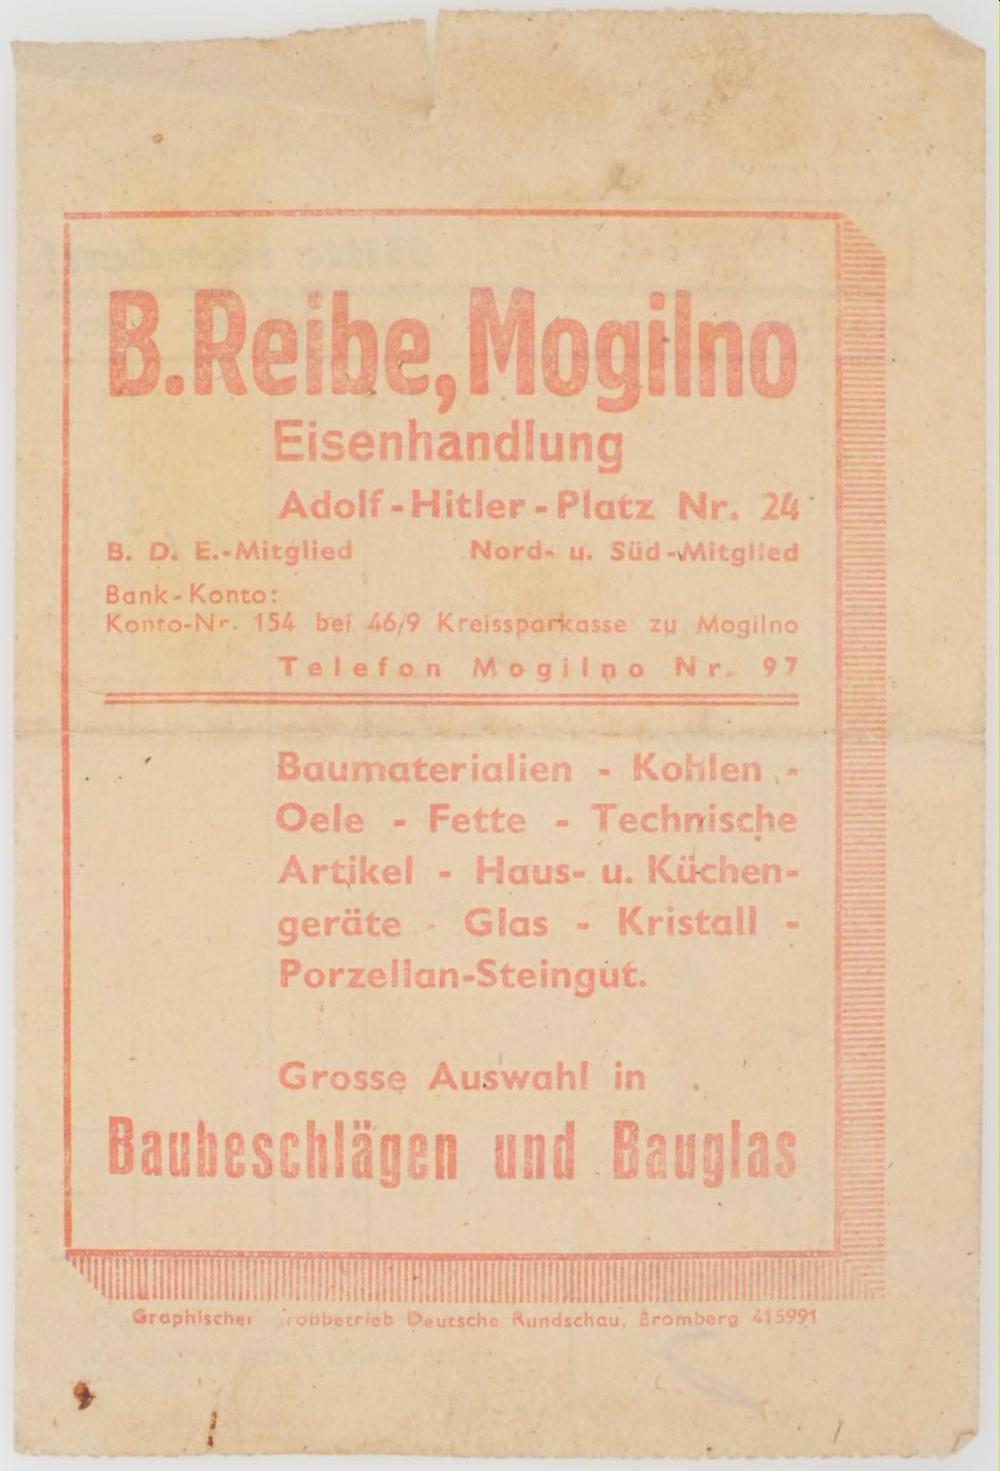 B. Reibe, Mogilno
Eisenhandlung
Adolf-Hitler-Platz Nr. 24
B. D. E.-Mitglied Nord- u. Süd-Mitglied
Bank-Konto:
Konto-Nr. 154 bei 46/9 Kreissparkasse zu Mogilno
Telefon Mogilno Nr. 97
Baumaterialien - Kohlen -
Oele - Fette - Technische
Artikel - Haus- u. Küchen-
geräte - Glas - Kristall -
Porzellan-Steingut.
Grosse Auswahl in
Baubeschlägen und Bauglas
Graphischer Deutsche Rundschau, Bromberg 415991